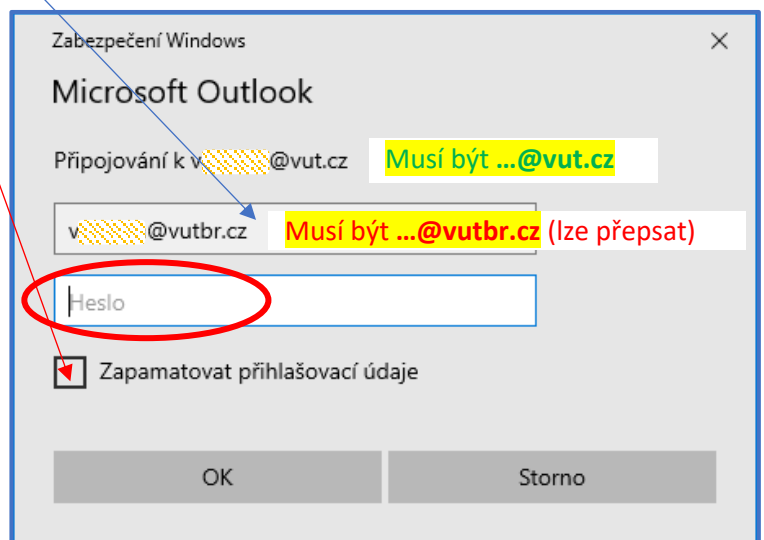 Zabezpečení Windows
Microsoft Outlook
Připojování k v @vut.cz Musí být ...@vut.cz
v @vutbr.cz Musí být ...@vutbr.cz (lze přepsat)
Heslo
Zapamatovat přihlašovací údaje
OK Storno